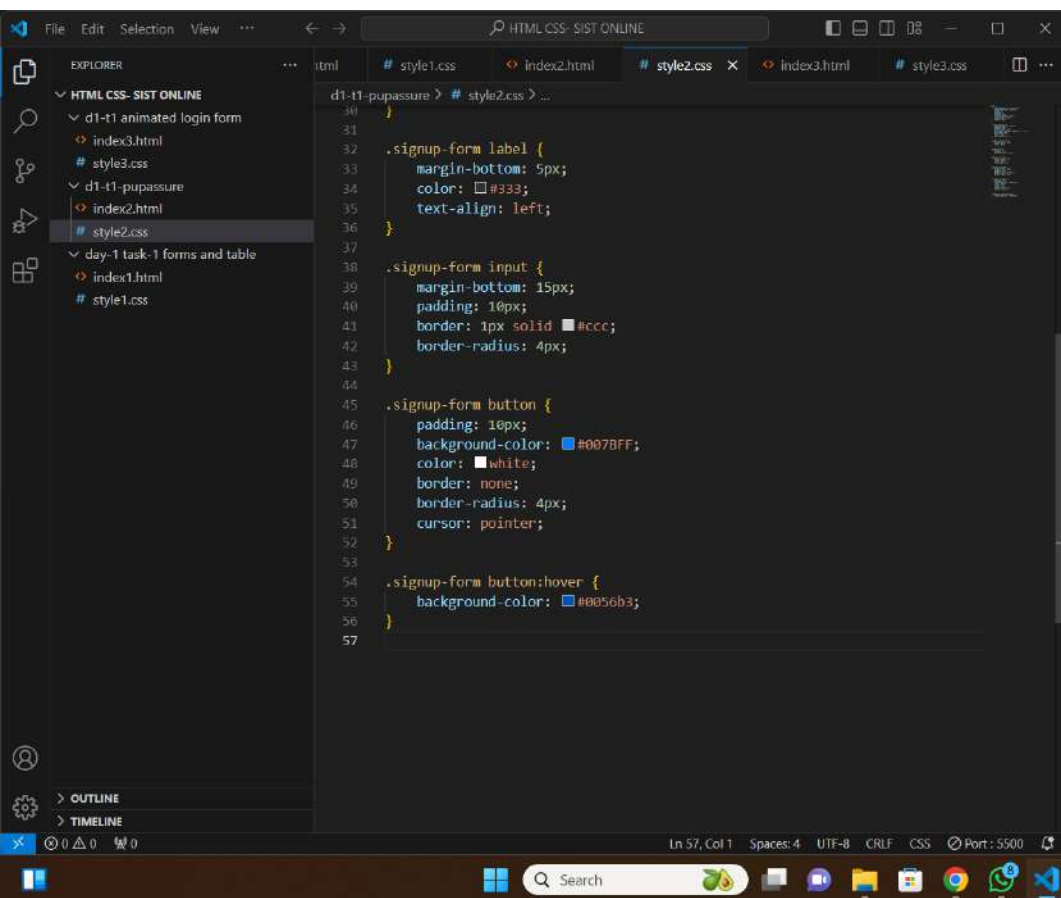 File Edit Selection View ··· HTML CSS- SIST ONLINE
EXPLORER ···
HTML CSS- SIST ONLINE
d1-t1 animated login form
index3.html
# style3.css
d1-t1-pupassure
index2.html
# style2.css
day-1 task-1 forms and table
index1.html
# style1.css
OUTLINE
TIMELINE
html # style1.css index2.html # style2.css × index3.html # style3.css ···
d1-t1-pupassure > # style2.css > ...
30 }
31
32 .signup-form label {
33 margin-bottom: 5px;
34 color: #333;
35 text-align: left;
36 }
37
38 .signup-form input {
39 margin-bottom: 15px;
40 padding: 10px;
41 border: 1px solid #ccc;
42 border-radius: 4px;
43 }
44
45 .signup-form button {
46 padding: 10px;
47 background-color: #007BFF;
48 color: white;
49 border: none;
50 border-radius: 4px;
51 cursor: pointer;
52 }
53
54 .signup-form button:hover {
55 background-color: #0056b3;
56 }
57
0 0 0 Ln 57, Col 1 Spaces: 4 UTF-8 CRLF CSS Port : 5500
Search 8